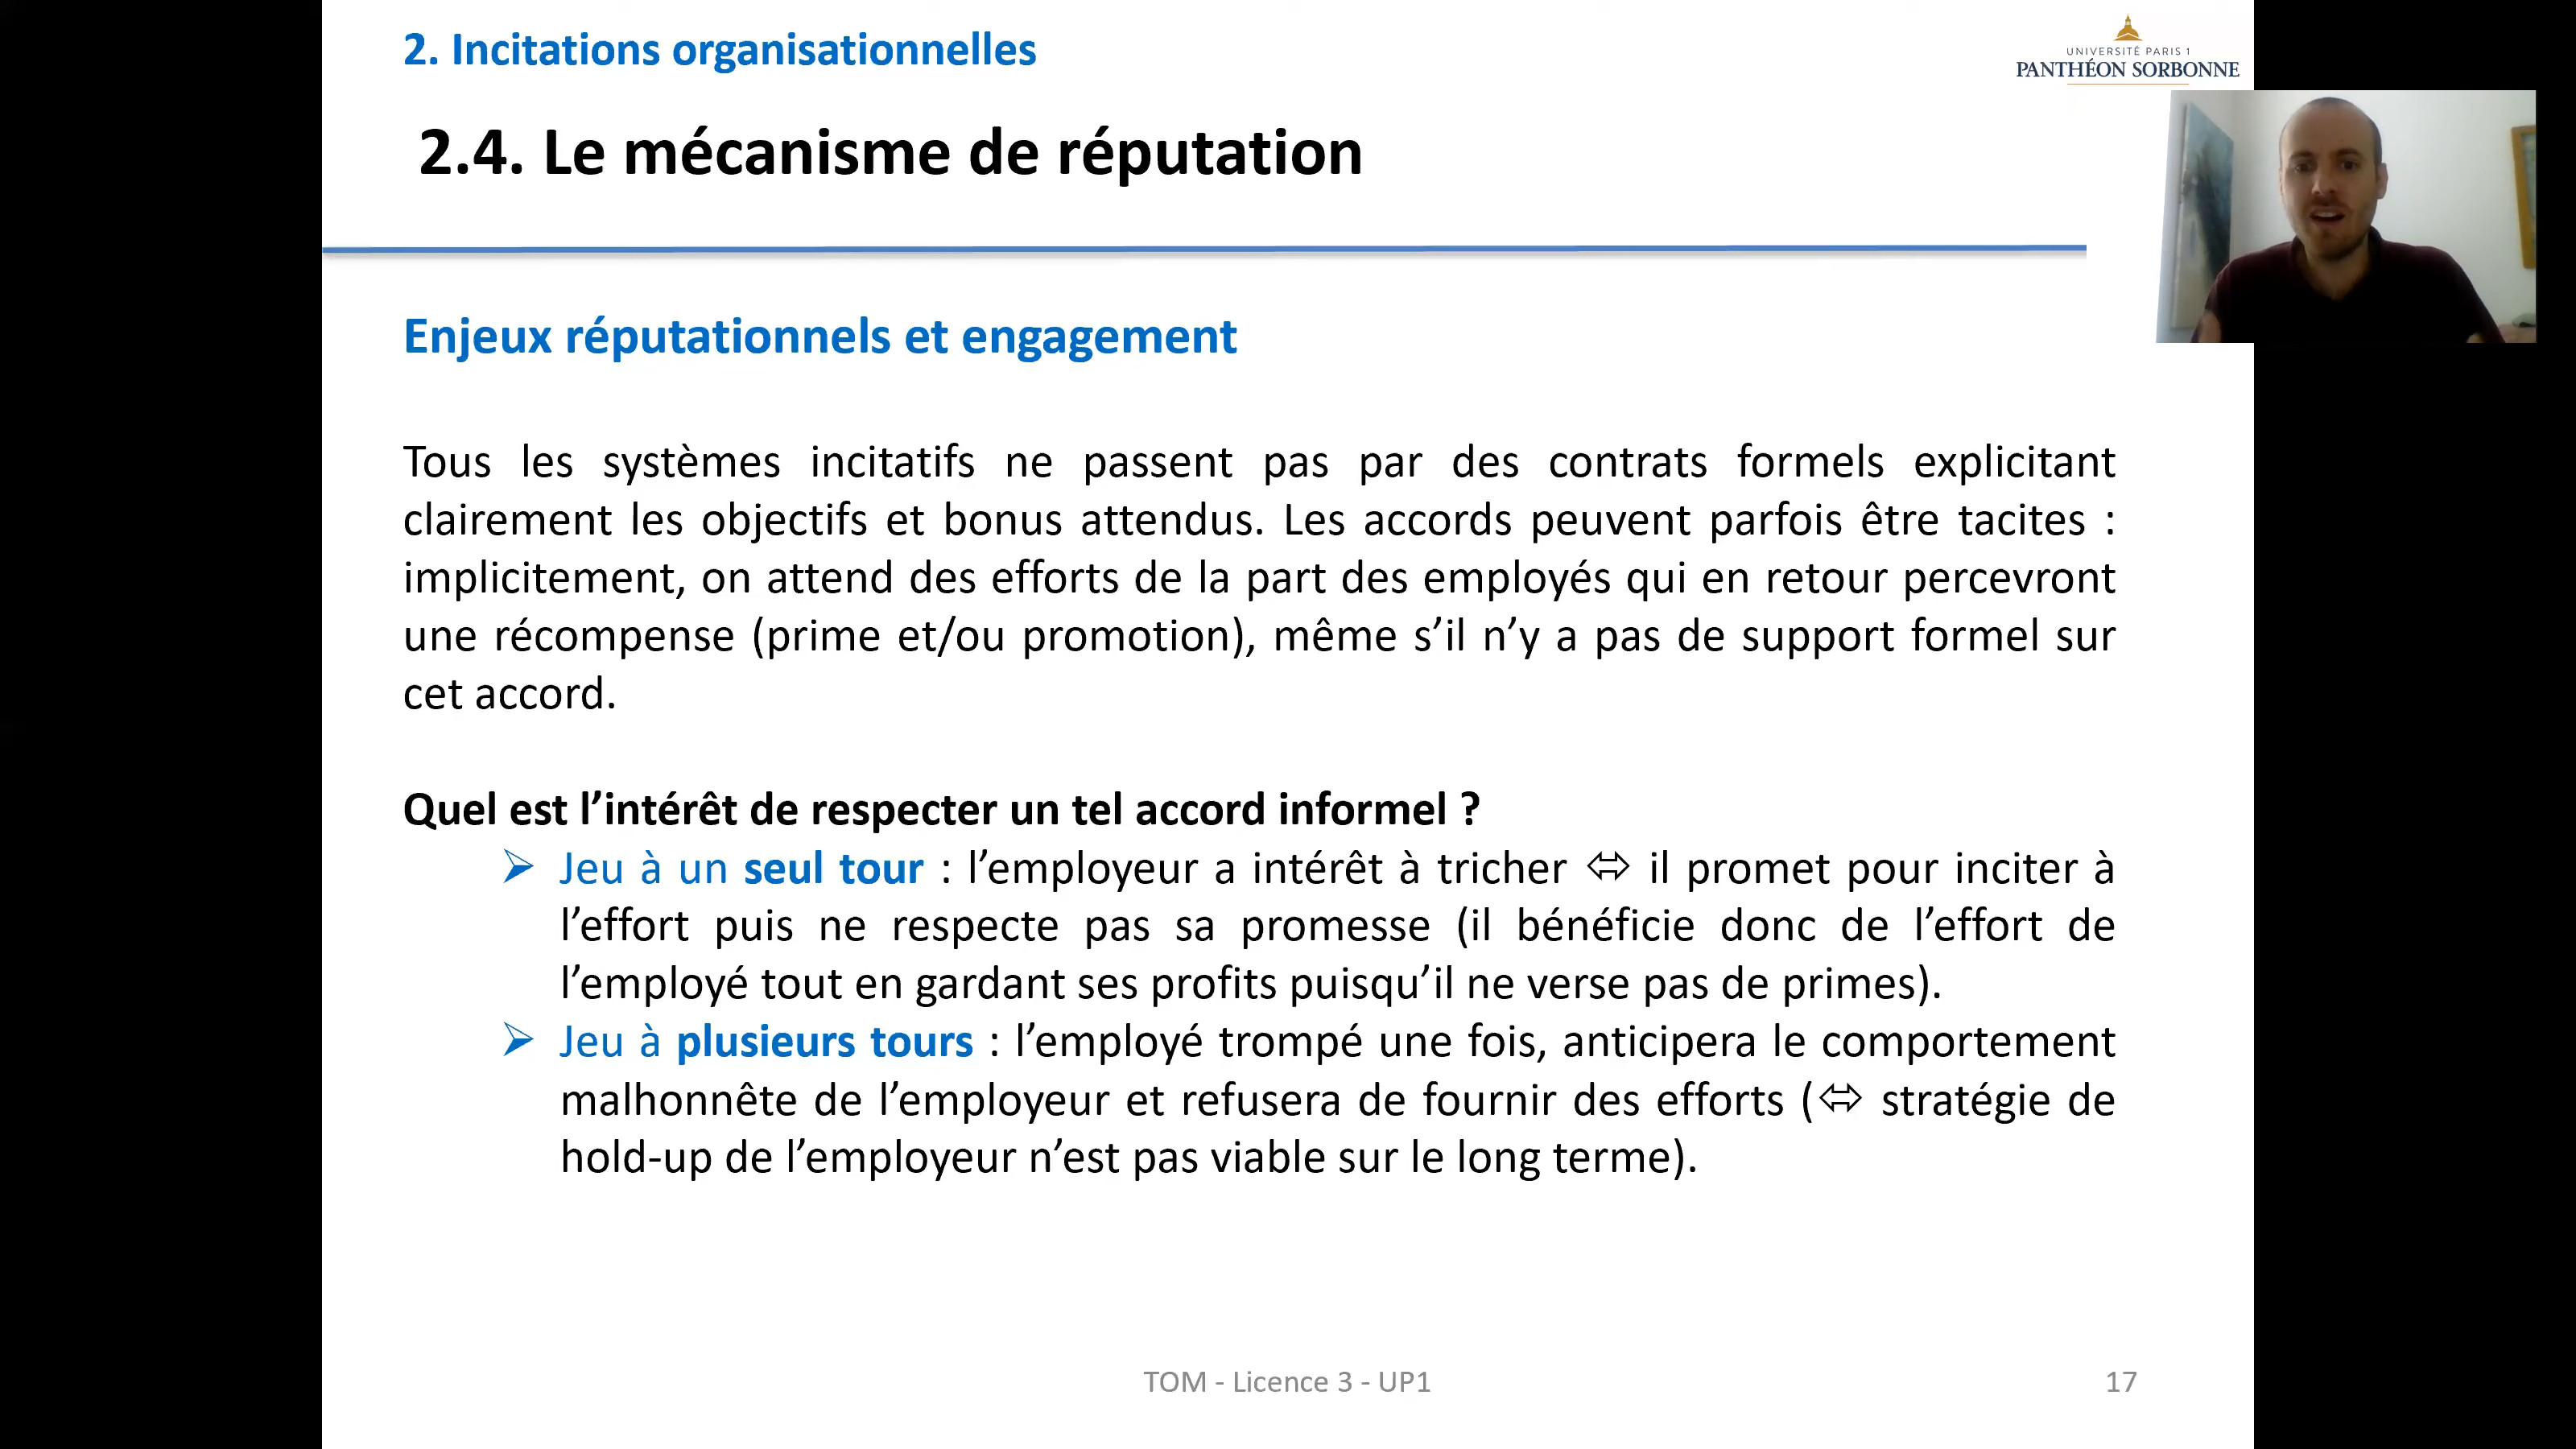 2. Incitations organisationnelles
UNIVERSITÉ PARIS 1
PANTHÉON SORBONNE
2.4. Le mécanisme de réputation
Enjeux réputationnels et engagement
Tous les systèmes incitatifs ne passent pas par des contrats formels explicitant
clairement les objectifs et bonus attendus. Les accords peuvent parfois être tacites :
implicitement, on attend des efforts de la part des employés qui en retour percevront
une récompense (prime et/ou promotion), même s’il n’y a pas de support formel sur
cet accord.
Quel est l’intérêt de respecter un tel accord informel ?
➢ Jeu à un seul tour : l’employeur a intérêt à tricher ⬄ il promet pour inciter à
l’effort puis ne respecte pas sa promesse (il bénéficie donc de l’effort de
l’employé tout en gardant ses profits puisqu’il ne verse pas de primes).
➢ Jeu à plusieurs tours : l’employé trompé une fois, anticipera le comportement
malhonnête de l’employeur et refusera de fournir des efforts (⬄ stratégie de
hold-up de l’employeur n’est pas viable sur le long terme).
TOM - Licence 3 - UP1
17